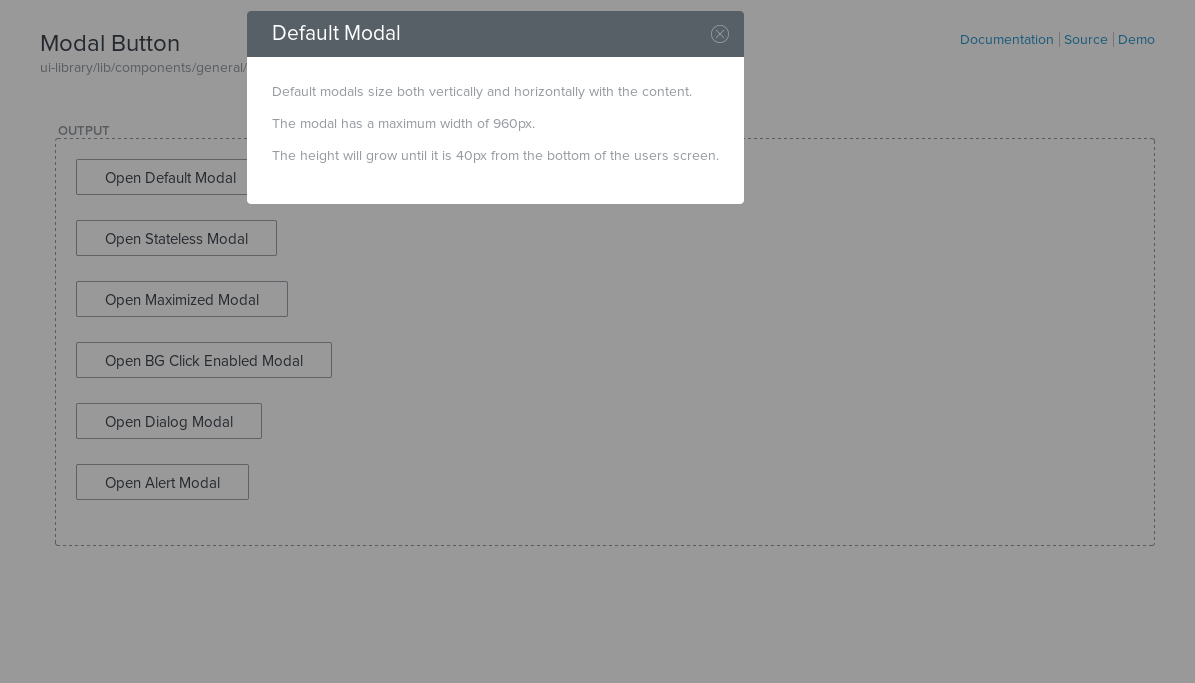 Default Modal
Modal Button
Documentation
Source
Demo
ui-library/lib/components/general/
Default modals size both vertically and horizontally with the content.
The modal has a maximum width of 960px.
The height will grow until it is 40px from the bottom of the users screen.
OUTPUT
Open Default Modal
Open Stateless Modal
Open Maximized Modal
Open BG Click Enabled Modal
Open Dialog Modal
Open Alert Modal